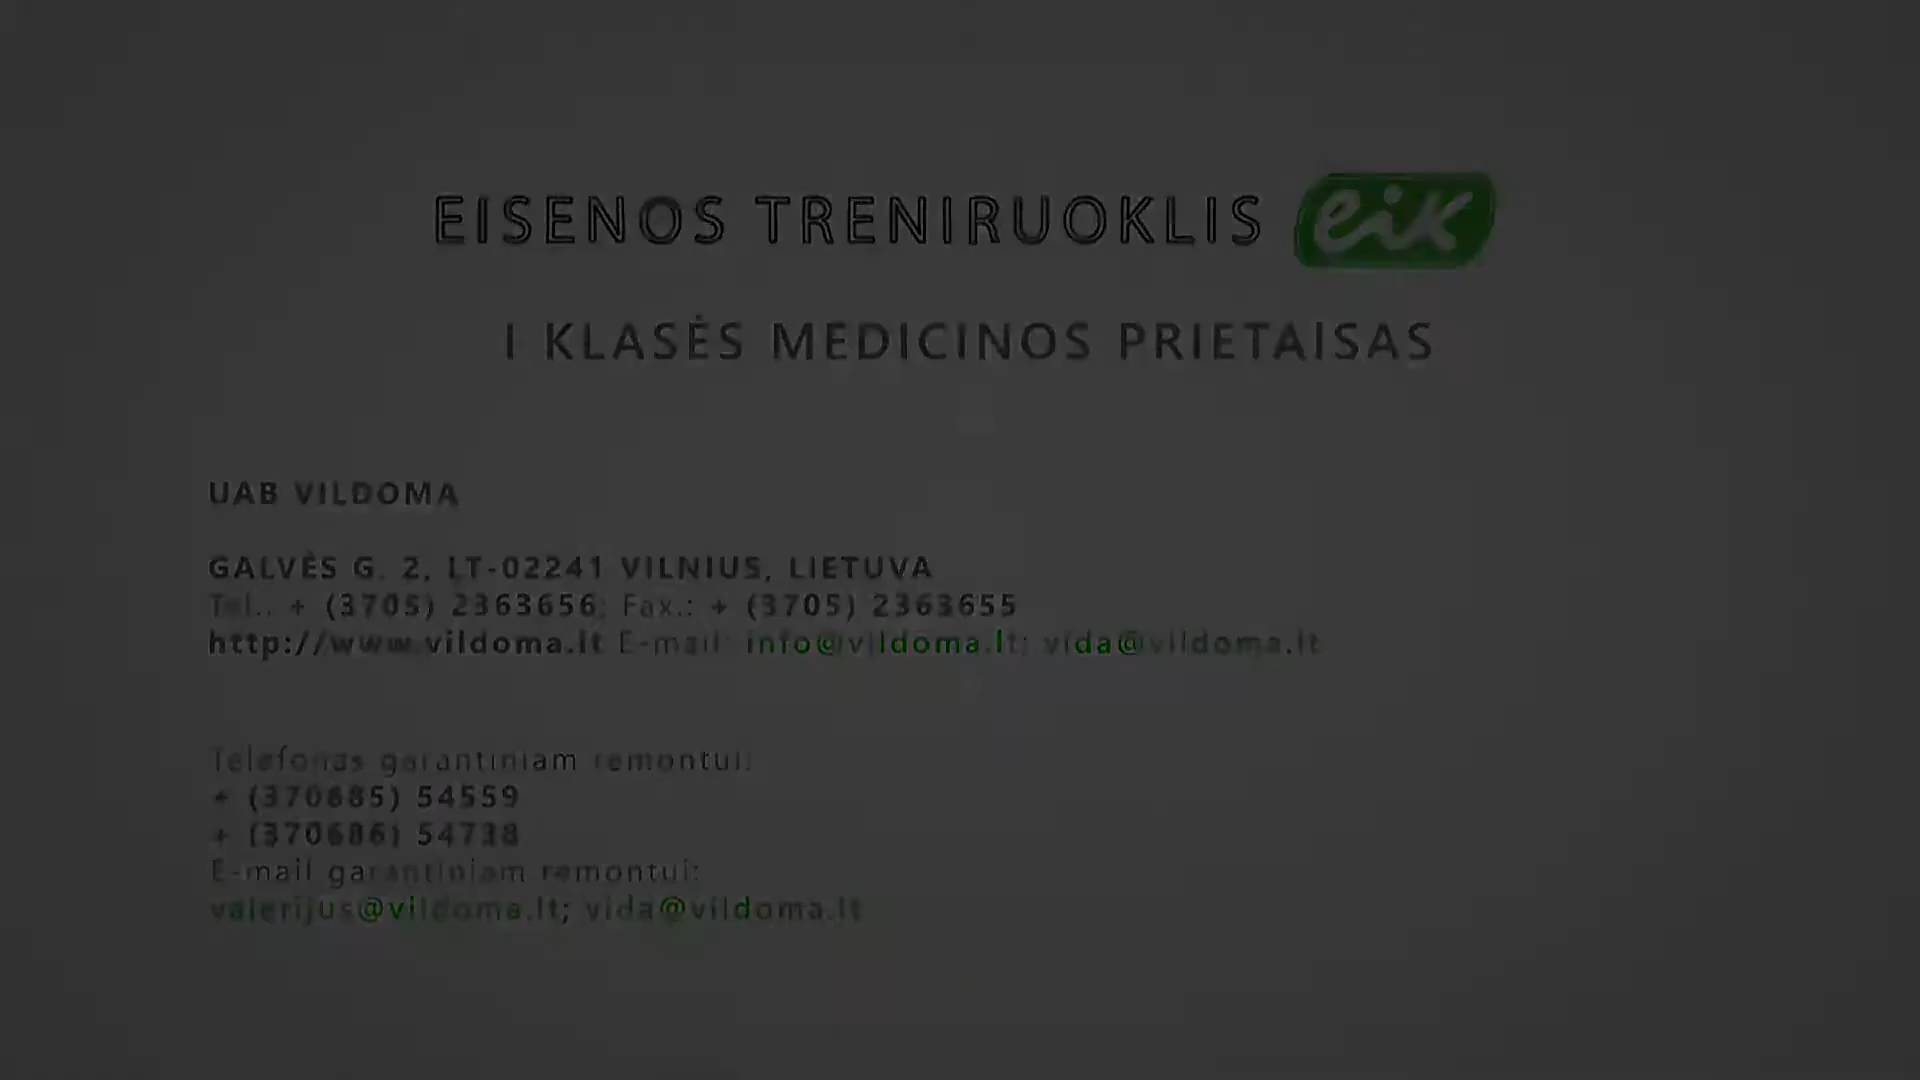 EISENOS TRENIRUOKLIS eik
I KLASĖS MEDICINOS PRIETAISAS
UAB VILDOMA
GALVĖS G. 2, LT-02241 VILNIUS, LIETUVA
Tel.: + (3705) 2363656; Fax.: + (3705) 2363655
http://www.vildoma.lt E-mail: info@vildoma.lt; vida@vildoma.lt
Telefonas garantiniam remontui:
+ (370685) 54559
+ (370686) 54738
E-mail garantiniam remontui:
valerijus@vildoma.lt; vida@vildoma.lt